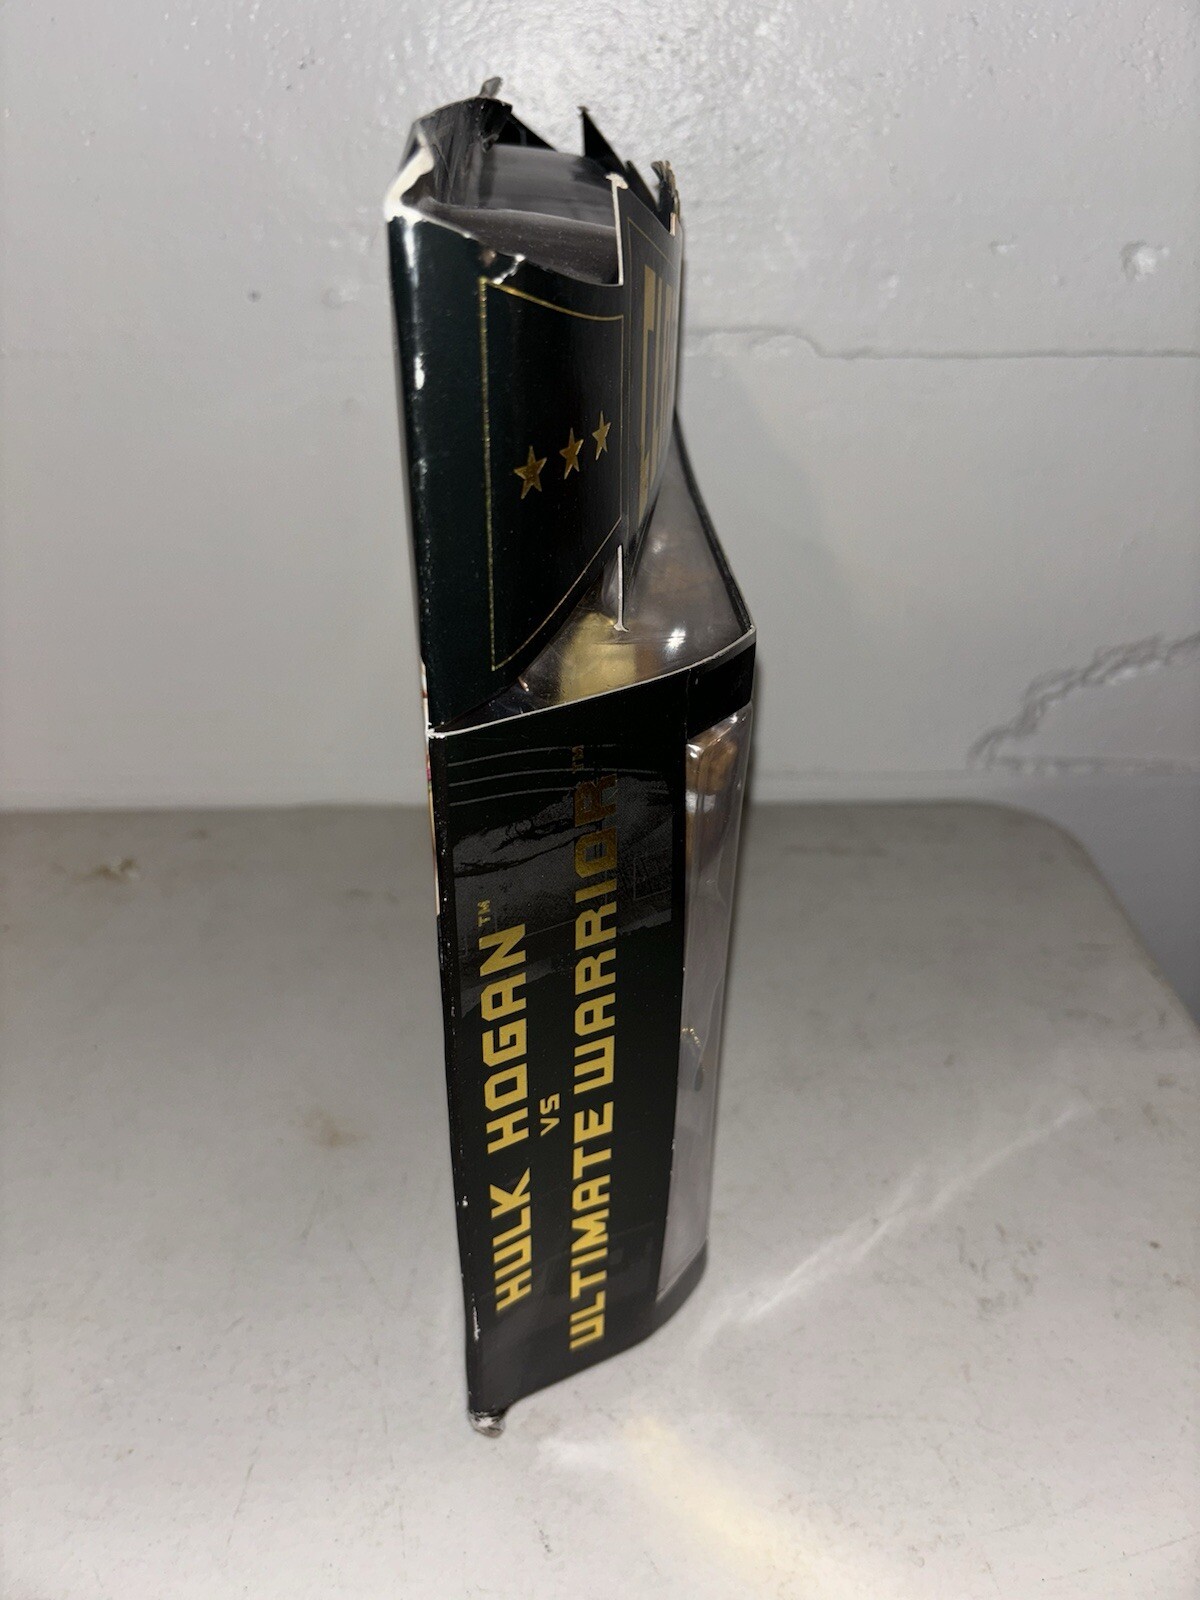 HULK HOGAN™
VS
ULTIMATE WARRIOR™